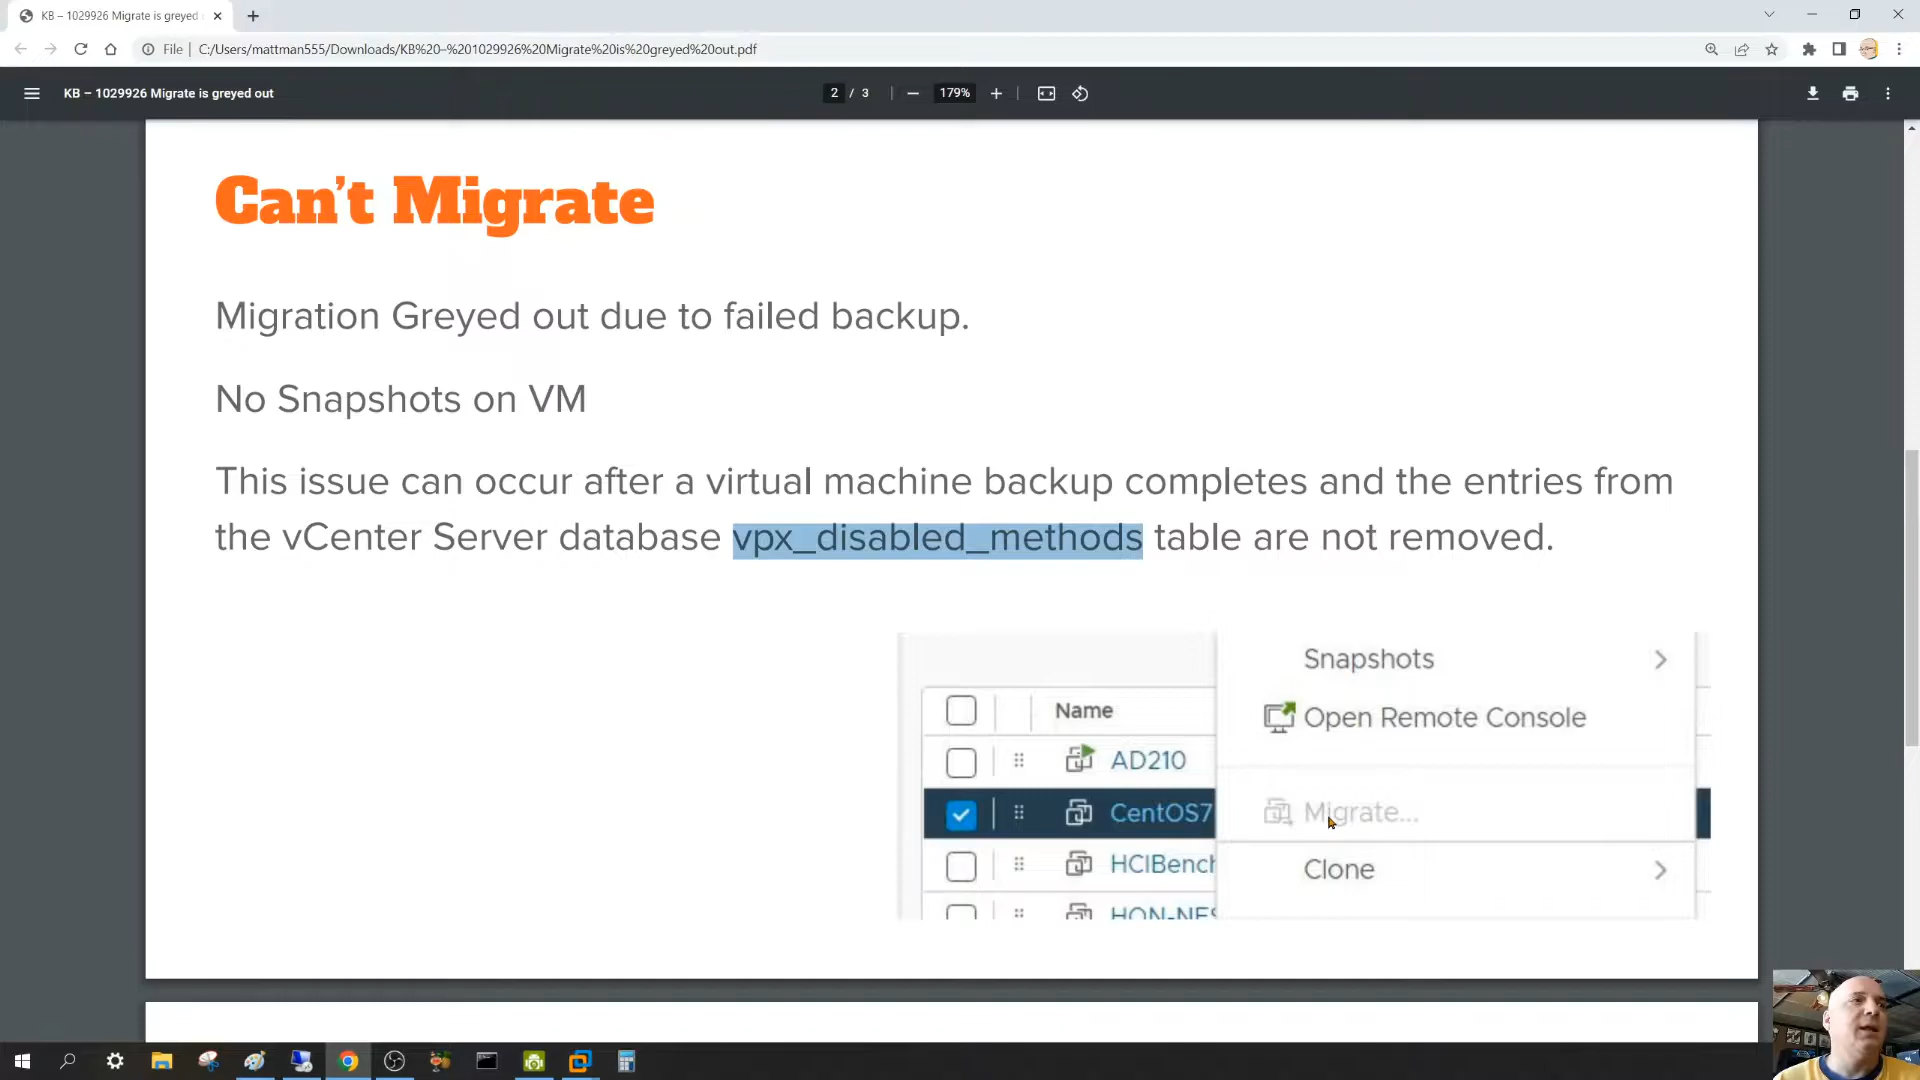 KB – 1029926 Migrate is greyed
File
C:/Users/mattman555/Downloads/KB%20–%201029926%20Migrate%20is%20greyed%20out.pdf
KB – 1029926 Migrate is greyed out
2 / 3
179%
Can't Migrate
Migration Greyed out due to failed backup.
No Snapshots on VM
This issue can occur after a virtual machine backup completes and the entries from
the vCenter Server database vpx_disabled_methods table are not removed.
Snapshots
Name
Open Remote Console
AD210
CentOS7
Migrate...
HCIBench
Clone
HON-NES